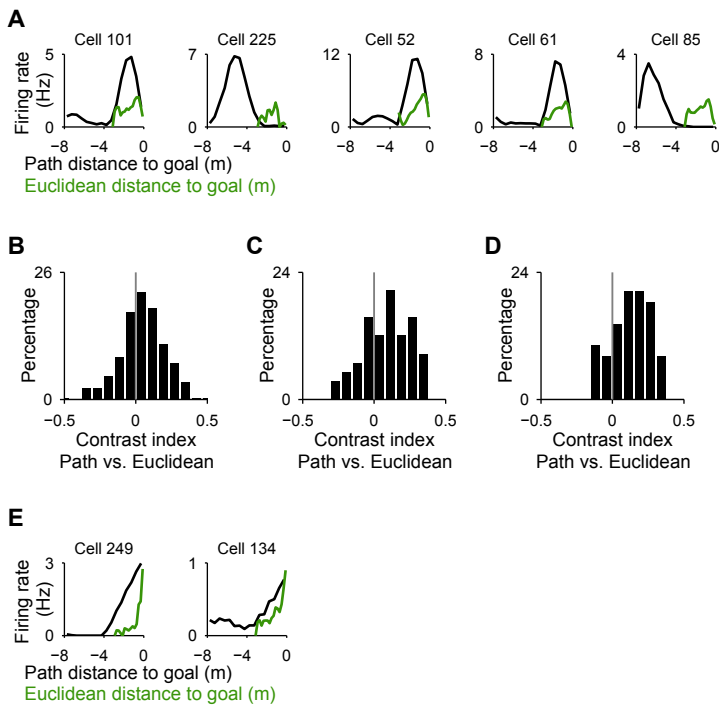 A
Cell 101
Cell 225
Cell 52
Cell 61
Cell 85
Firing rate
(Hz)
5
0
7
0
12
0
8
0
4
0
−8 −4 0
−8 −4 0
−8 −4 0
−8 −4 0
−8 −4 0
Path distance to goal (m)
Euclidean distance to goal (m)
B
Percentage
26
0
−0.5 0 0.5
Contrast index
Path vs. Euclidean
C
Percentage
24
0
−0.5 0 0.5
Contrast index
Path vs. Euclidean
D
Percentage
24
0
−0.5 0 0.5
Contrast index
Path vs. Euclidean
E
Cell 249
Cell 134
Firing rate
(Hz)
3
0
1
0
−8 −4 0
−8 −4 0
Path distance to goal (m)
Euclidean distance to goal (m)